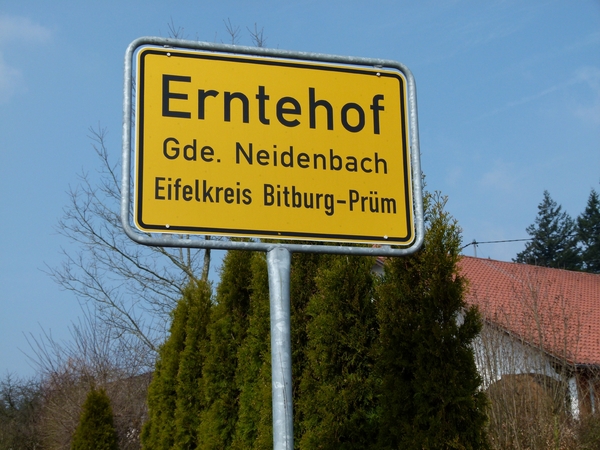 Erntehof
Gde. Neidenbach
Eifelkreis Bitburg-Prüm